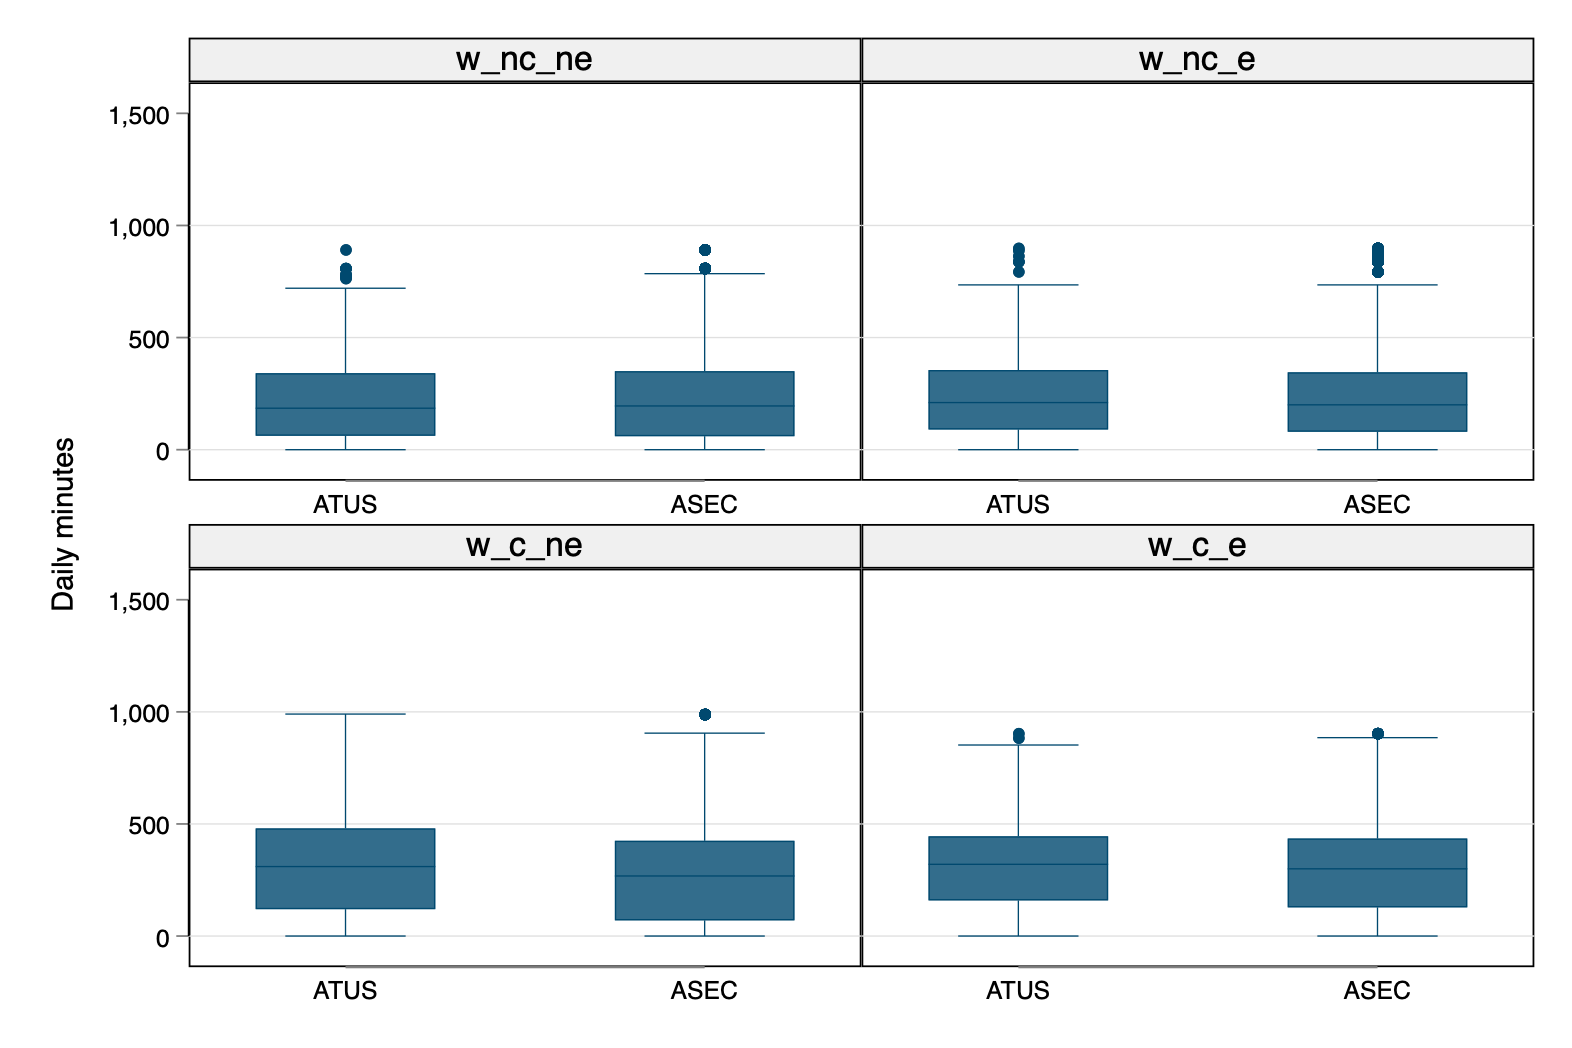 w_nc_ne
w_nc_e
1,500
1,000
500
0
ATUS
ASEC
ATUS
ASEC
Daily minutes
w_c_ne
w_c_e
1,500
1,000
500
0
ATUS
ASEC
ATUS
ASEC